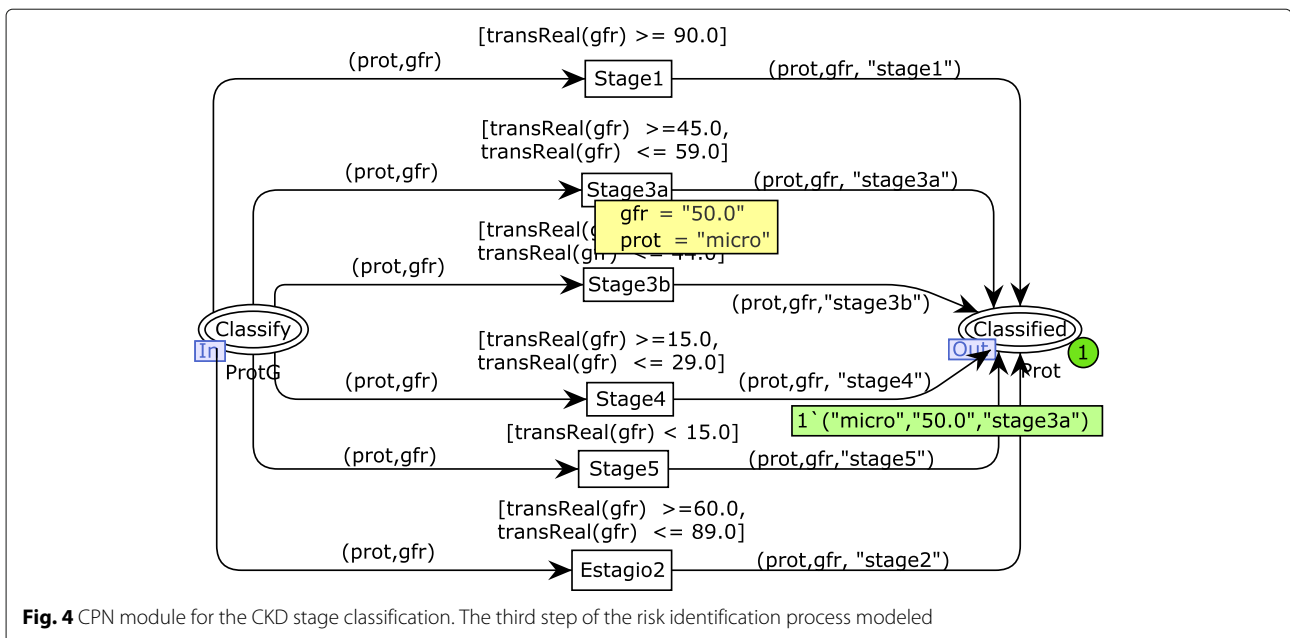 [transReal(gfr) >= 90.0]
(prot,gfr)
Stage1
(prot,gfr, "stage1")
[transReal(gfr) >=45.0,
transReal(gfr) <= 59.0]
(prot,gfr)
Stage3a
(prot,gfr, "stage3a")
gfr = "50.0"
prot = "micro"
[transReal(g
transReal(gfr) <= 44.0]
(prot,gfr)
Stage3b
(prot,gfr,"stage3b")
Classify
In
ProtG
Classified
Out
1
Prot
[transReal(gfr) >=15.0,
transReal(gfr) <= 29.0]
(prot,gfr)
Stage4
(prot,gfr, "stage4")
1`("micro","50.0","stage3a")
[transReal(gfr) < 15.0]
(prot,gfr)
Stage5
(prot,gfr,"stage5")
[transReal(gfr) >=60.0,
transReal(gfr) <= 89.0]
(prot,gfr)
Estagio2
(prot,gfr, "stage2")
Fig. 4 CPN module for the CKD stage classification. The third step of the risk identification process modeled